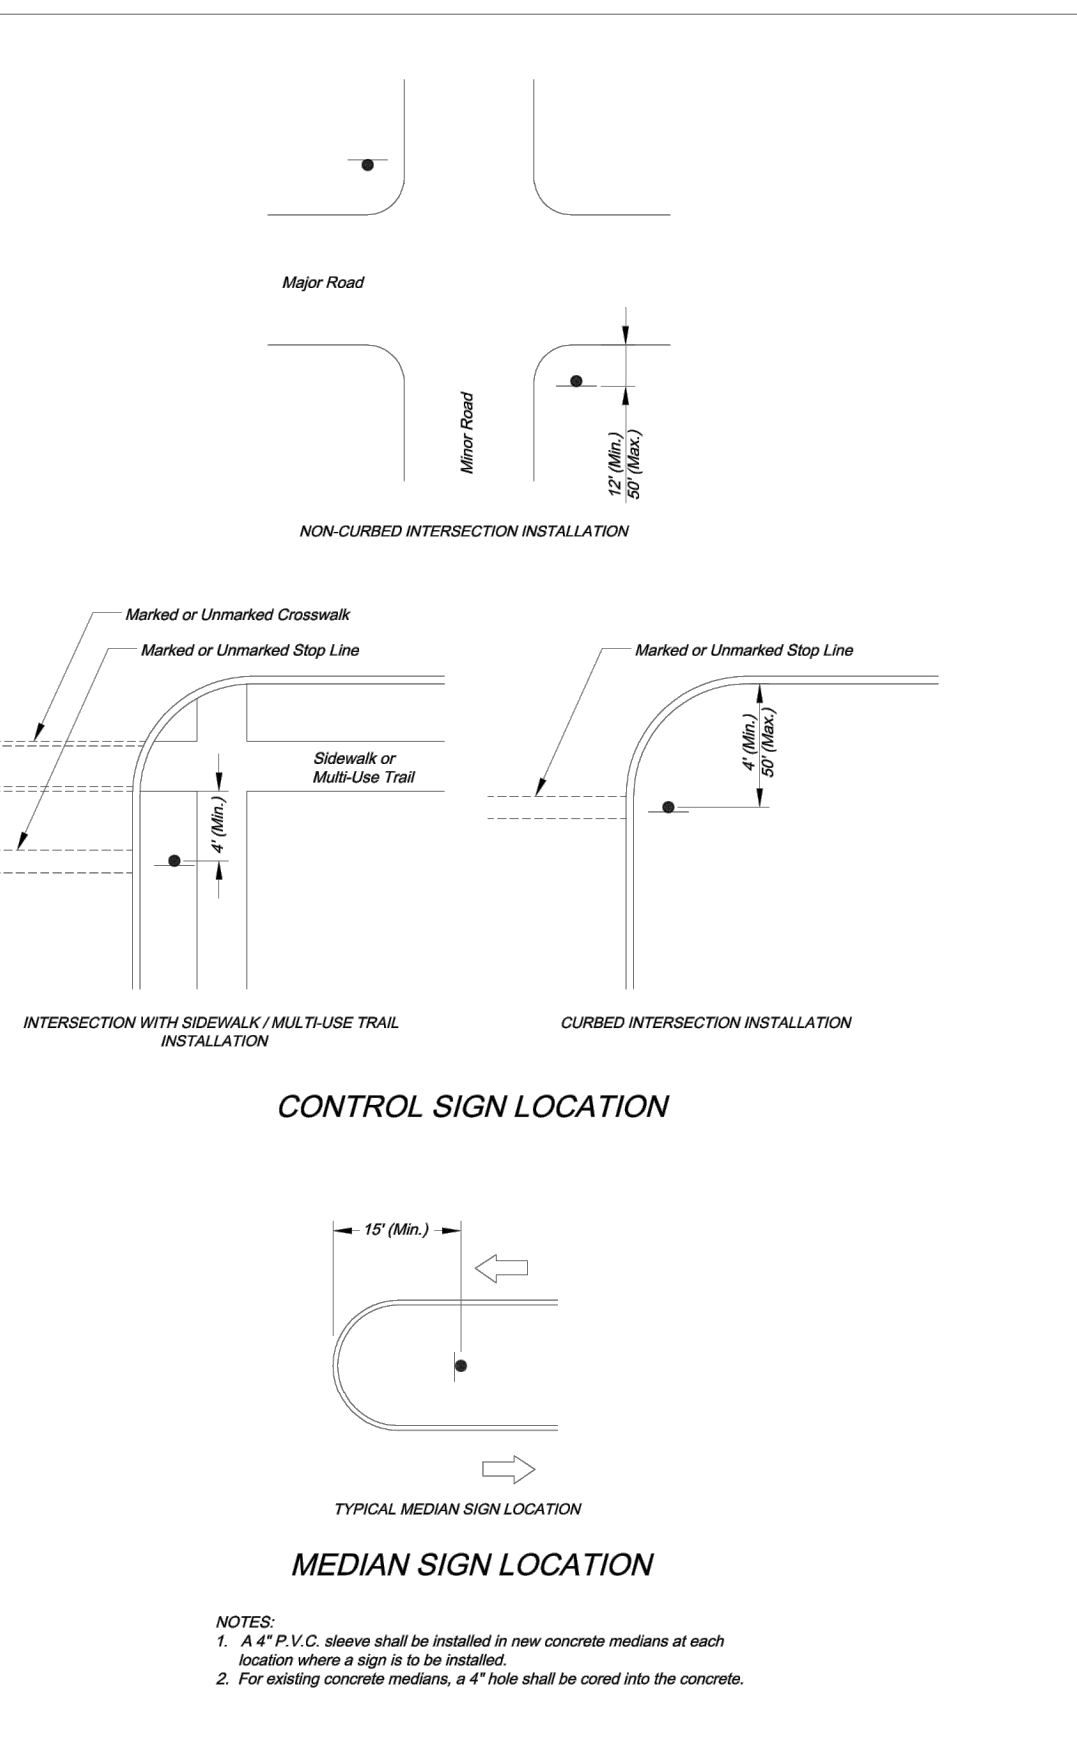 Major Road
Minor Road
12' (Min.)
50' (Max.)
NON-CURBED INTERSECTION INSTALLATION
Marked or Unmarked Crosswalk
Marked or Unmarked Stop Line
Sidewalk or
Multi-Use Trail
4' (Min.)
INTERSECTION WITH SIDEWALK / MULTI-USE TRAIL
INSTALLATION
Marked or Unmarked Stop Line
4' (Min.)
50' (Max.)
CURBED INTERSECTION INSTALLATION
CONTROL SIGN LOCATION
15' (Min.)
TYPICAL MEDIAN SIGN LOCATION
MEDIAN SIGN LOCATION
NOTES:
1. A 4" P.V.C. sleeve shall be installed in new concrete medians at each
location where a sign is to be installed.
2. For existing concrete medians, a 4" hole shall be cored into the concrete.